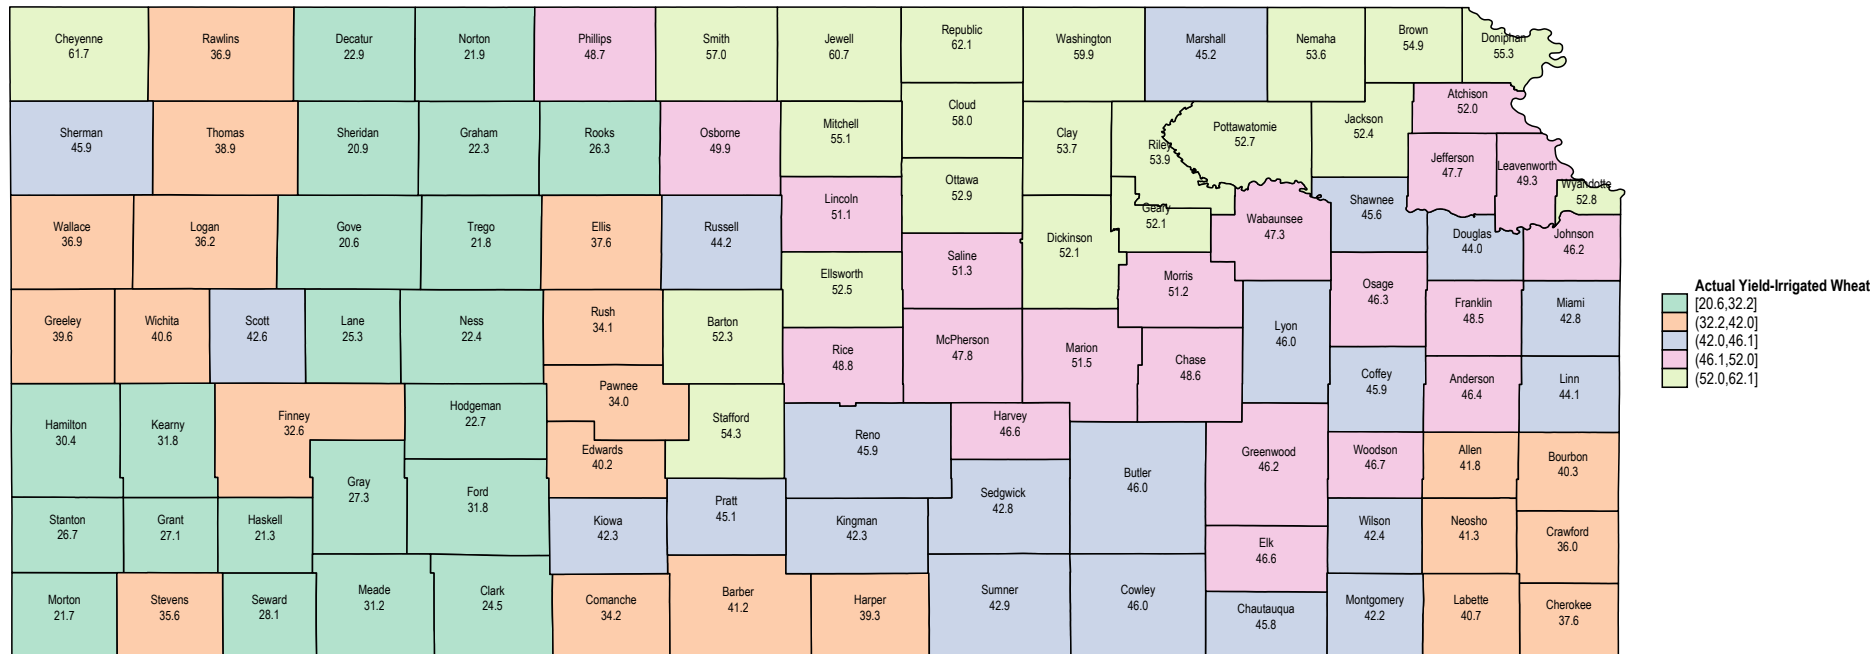 Cheyenne
61.7
Rawlins
36.9
Decatur
22.9
Norton
21.9
Phillips
48.7
Smith
57.0
Jewell
60.7
Republic
62.1
Washington
59.9
Marshall
45.2
Nemaha
53.6
Brown
54.9
Doniphan
55.3
Sherman
45.9
Thomas
38.9
Sheridan
20.9
Graham
22.3
Rooks
26.3
Osborne
49.9
Mitchell
55.1
Cloud
58.0
Clay
53.7
Riley
53.9
Pottawatomie
52.7
Jackson
52.4
Atchison
52.0
Jefferson
47.7
Leavenworth
49.3
Wyandotte
52.8
Wallace
36.9
Logan
36.2
Gove
20.6
Trego
21.8
Ellis
37.6
Russell
44.2
Lincoln
51.1
Ottawa
52.9
Dickinson
52.1
Geary
52.1
Wabaunsee
47.3
Shawnee
45.6
Douglas
44.0
Johnson
46.2
Ellsworth
52.5
Saline
51.3
Morris
51.2
Osage
46.3
Franklin
48.5
Miami
42.8
Greeley
39.6
Wichita
40.6
Scott
42.6
Lane
25.3
Ness
22.4
Rush
34.1
Barton
52.3
Rice
48.8
McPherson
47.8
Marion
51.5
Chase
48.6
Lyon
46.0
Coffey
45.9
Anderson
46.4
Linn
44.1
Hamilton
30.4
Kearny
31.8
Finney
32.6
Hodgeman
22.7
Pawnee
34.0
Stafford
54.3
Reno
45.9
Harvey
46.6
Butler
46.0
Greenwood
46.2
Woodson
46.7
Allen
41.8
Bourbon
40.3
Gray
27.3
Ford
31.8
Edwards
40.2
Stanton
26.7
Grant
27.1
Haskell
21.3
Kiowa
42.3
Pratt
45.1
Kingman
42.3
Sedgwick
42.8
Elk
46.6
Wilson
42.4
Neosho
41.3
Crawford
36.0
Morton
21.7
Stevens
35.6
Seward
28.1
Meade
31.2
Clark
24.5
Comanche
34.2
Barber
41.2
Harper
39.3
Sumner
42.9
Cowley
46.0
Chautauqua
45.8
Montgomery
42.2
Labette
40.7
Cherokee
37.6
Actual Yield-Irrigated Wheat
[20.6,32.2]
(32.2,42.0]
(42.0,46.1]
(46.1,52.0]
(52.0,62.1]